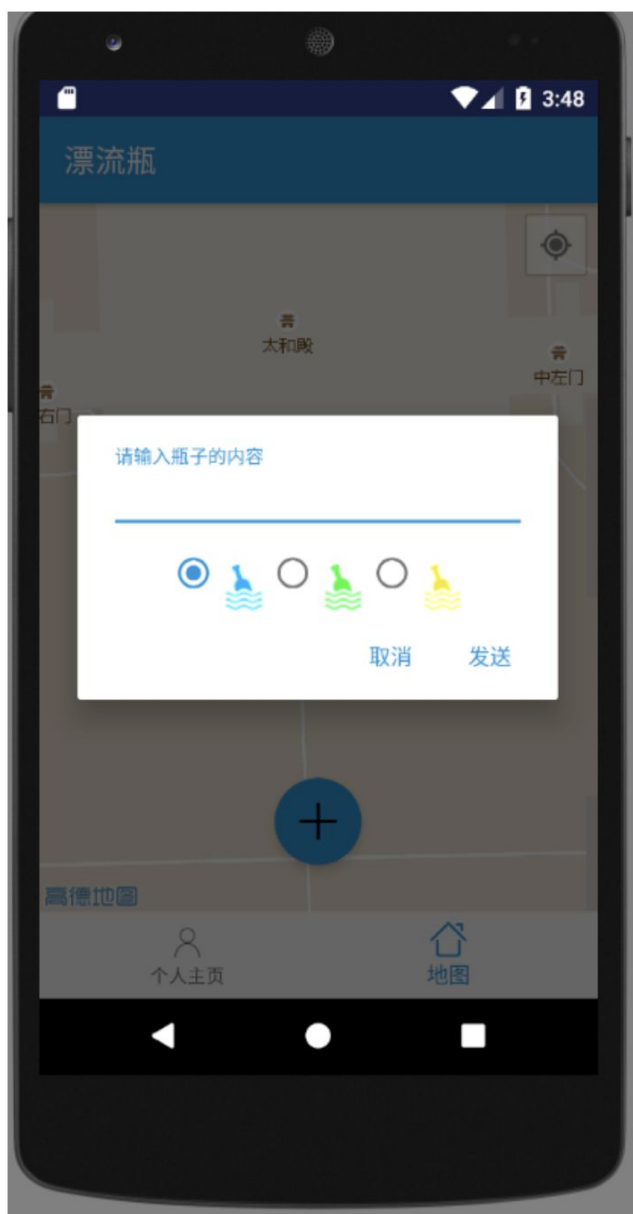 3:48
漂流瓶
太和殿
中左门
右门
请输入瓶子的内容
取消 发送
高德地图
个人主页 地图